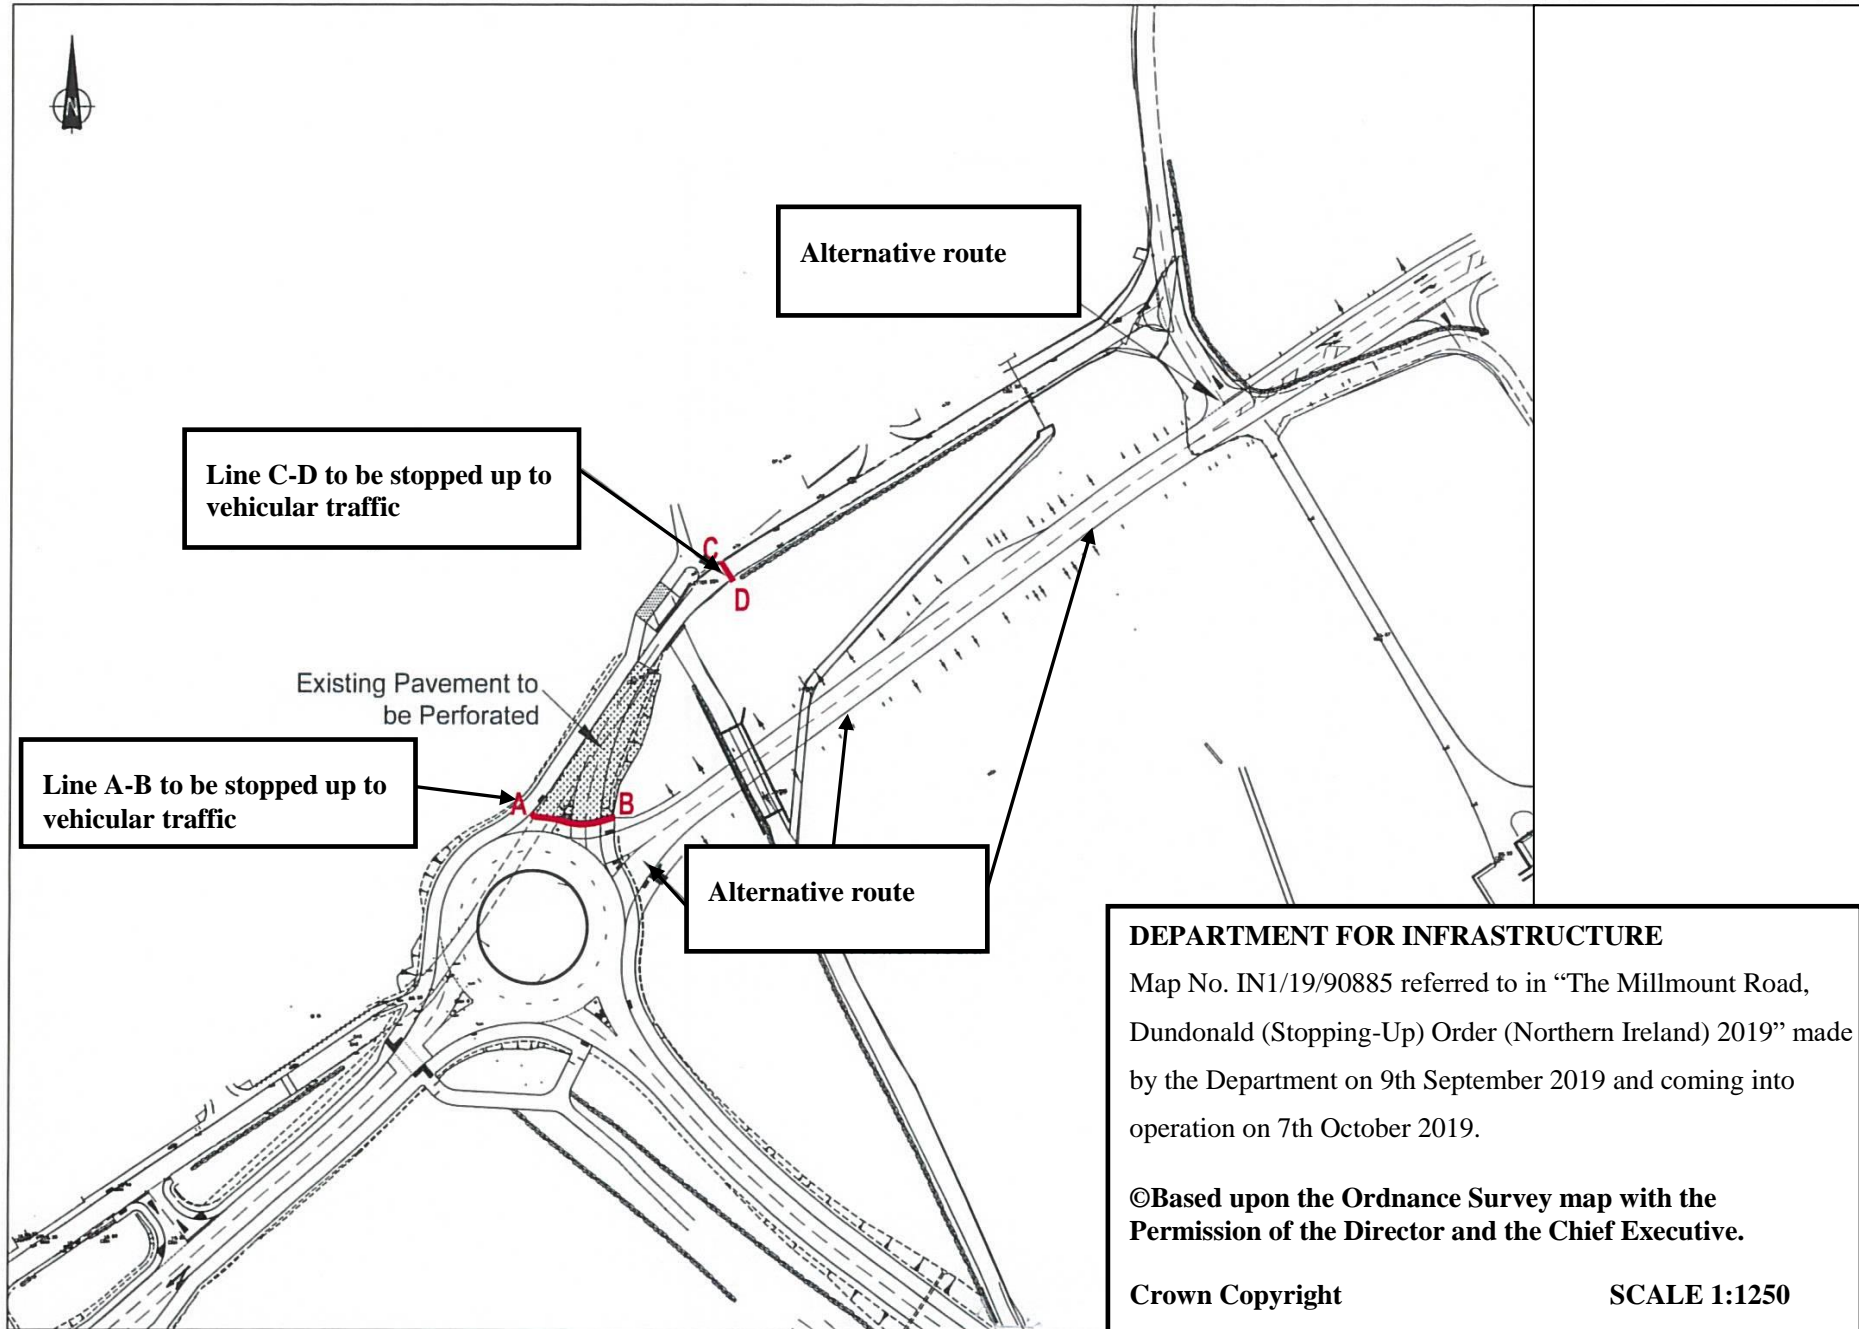 N
Alternative route
Line C-D to be stopped up to
vehicular traffic
C
D
Existing Pavement to
be Perforated
Line A-B to be stopped up to
vehicular traffic
A
B
Alternative route
DEPARTMENT FOR INFRASTRUCTURE
Map No. IN1/19/90885 referred to in “The Millmount Road,
Dundonald (Stopping-Up) Order (Northern Ireland) 2019” made
by the Department on 9th September 2019 and coming into
operation on 7th October 2019.
©Based upon the Ordnance Survey map with the
Permission of the Director and the Chief Executive.
Crown Copyright SCALE 1:1250